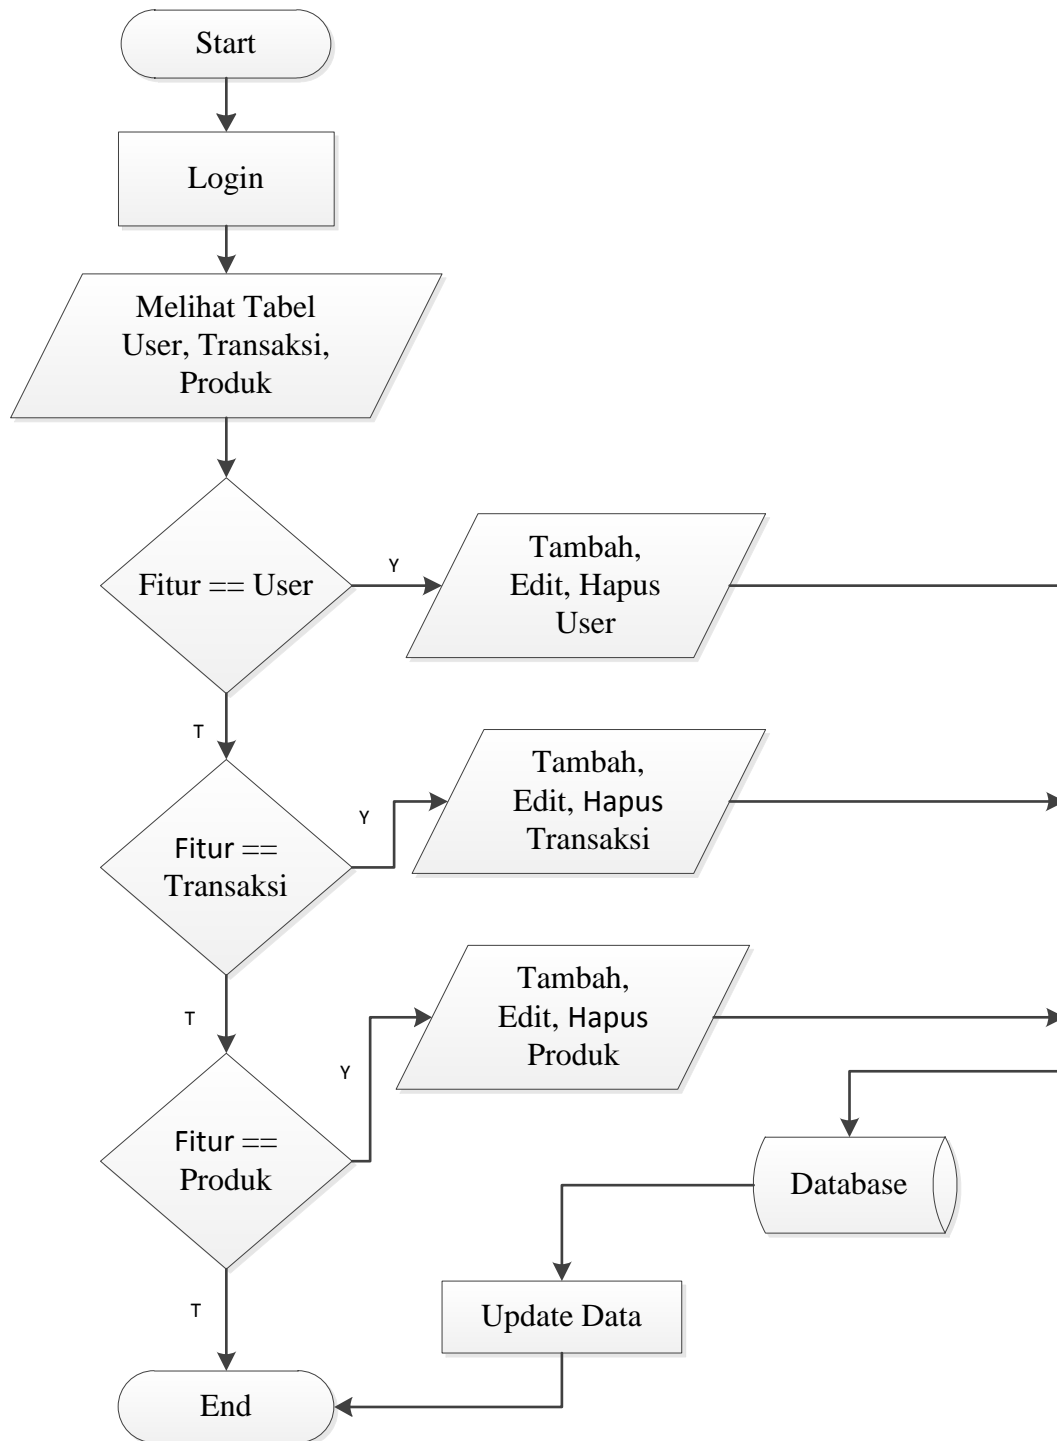 Start
Login
Melihat Tabel
User, Transaksi,
Produk
Fitur == User
Y
Tambah,
Edit, Hapus
User
T
Fitur ==
Transaksi
Y
Tambah,
Edit, Hapus
Transaksi
T
Fitur ==
Produk
Y
Tambah,
Edit, Hapus
Produk
Database
Update Data
T
End